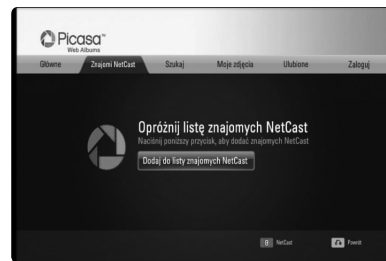 Picasa™
Web Albums
Główne Znajomi NetCast Szukaj Moje zdjęcia Ulubione Zaloguj
Opróżnij listę znajomych NetCast
Naciśnij poniższy przycisk, aby dodać znajomych NetCast
Dodaj do listy znajomych NetCast
NetCast Powrót